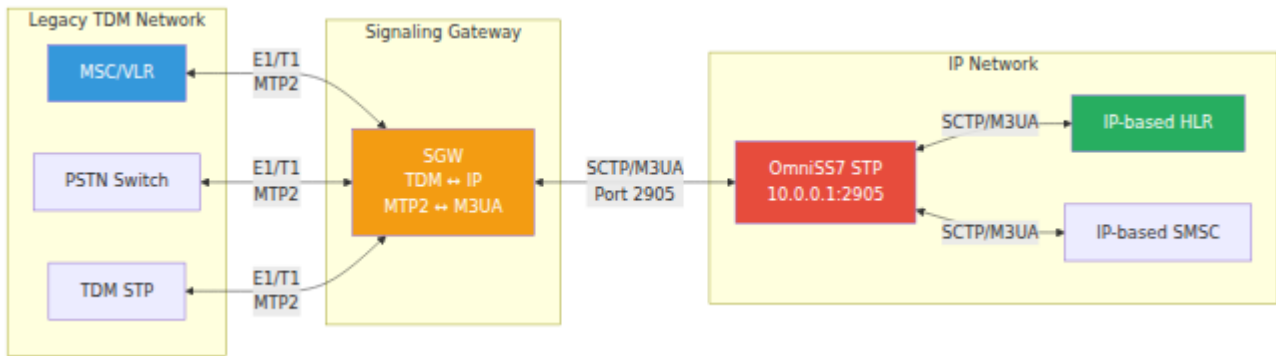 Legacy TDM Network
MSC/VLR
PSTN Switch
TDM STP
E1/T1
MTP2
E1/T1
MTP2
E1/T1
MTP2
Signaling Gateway
SGW
TDM ↔ IP
MTP2 ↔ M3UA
SCTP/M3UA
Port 2905
IP Network
OmniSS7 STP
10.0.0.1:2905
SCTP/M3UA
IP-based HLR
SCTP/M3UA
IP-based SMSC